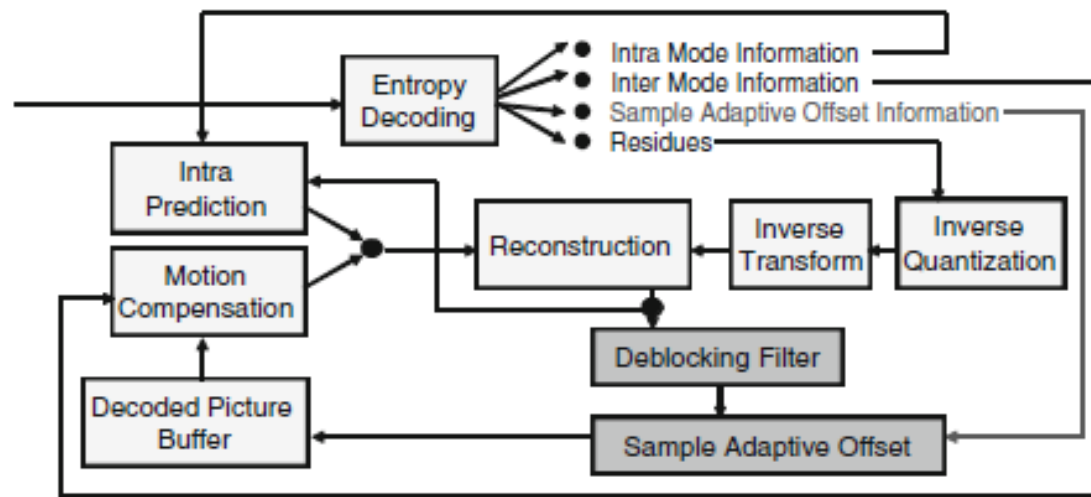 Entropy
Decoding
Intra Mode Information
Inter Mode Information
Sample Adaptive Offset Information
Residues
Intra
Prediction
Motion
Compensation
Reconstruction
Inverse
Transform
Inverse
Quantization
Deblocking Filter
Decoded Picture
Buffer
Sample Adaptive Offset